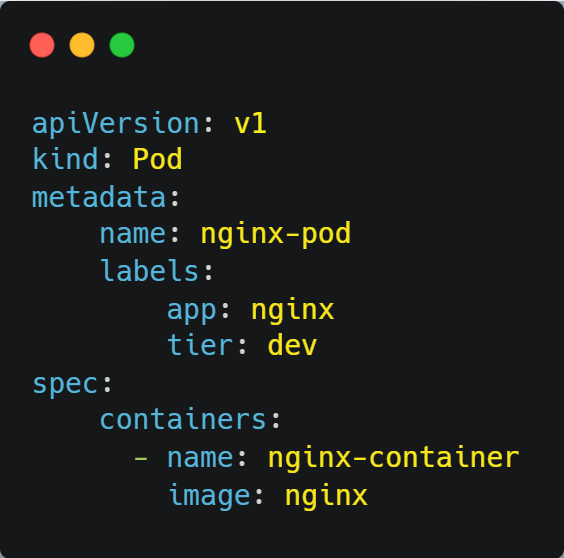 apiVersion: v1
kind: Pod
metadata:
    name: nginx-pod
    labels:
        app: nginx
        tier: dev
spec:
    containers:
      - name: nginx-container
        image: nginx